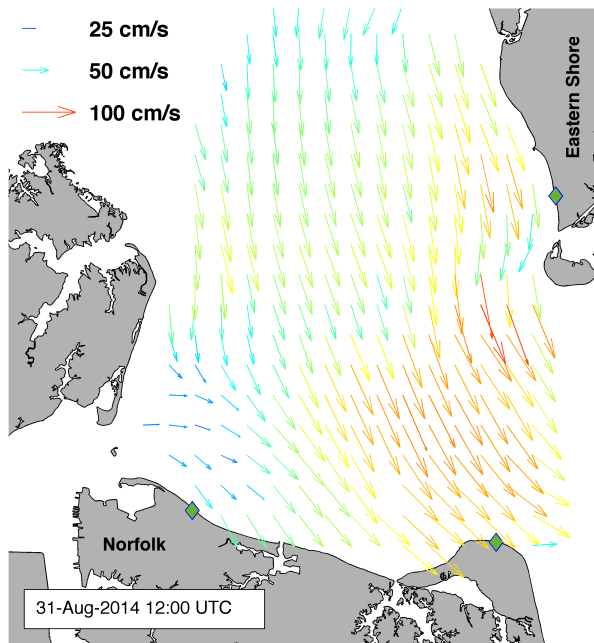 25 cm/s
50 cm/s
100 cm/s
Eastern Shore
Norfolk
31-Aug-2014 12:00 UTC